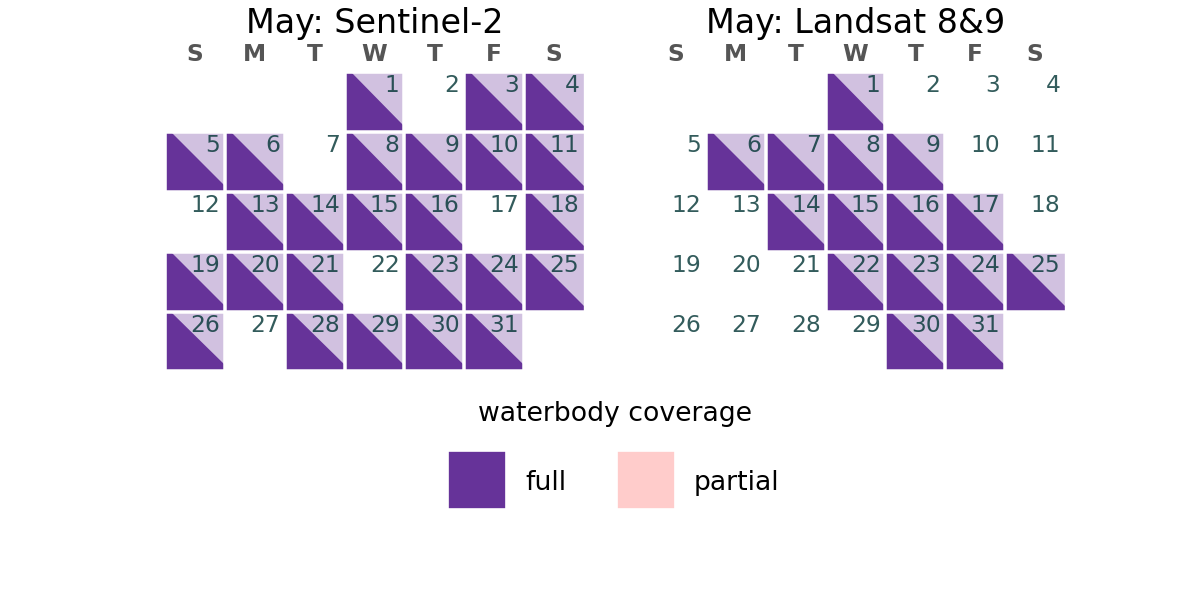 May: Sentinel-2
S M T W T F S
1 2 3 4
5 6 7 8 9 10 11
12 13 14 15 16 17 18
19 20 21 22 23 24 25
26 27 28 29 30 31
May: Landsat 8&9
S M T W T F S
1 2 3 4
5 6 7 8 9 10 11
12 13 14 15 16 17 18
19 20 21 22 23 24 25
26 27 28 29 30 31
waterbody coverage
full partial